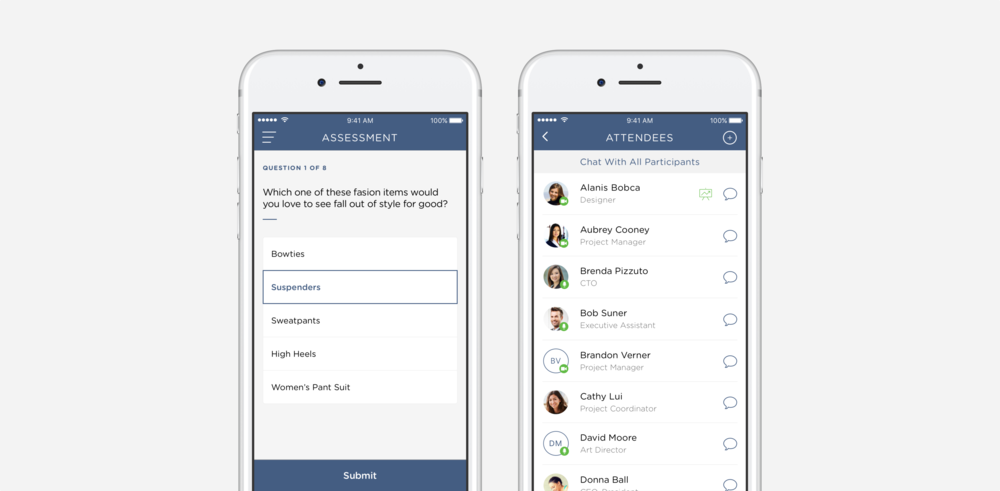 9:41 AM
100%
ASSESSMENT
QUESTION 1 OF 8
Which one of these fasion items would
you love to see fall out of style for good?
Bowties
Suspenders
Sweatpants
High Heels
Women's Pant Suit
Submit
9:41 AM
100%
ATTENDEES
Chat With All Participants
Alanis Bobca
Designer
Aubrey Cooney
Project Manager
Brenda Pizzuto
CTO
Bob Suner
Executive Assistant
BV
Brandon Verner
Project Manager
Cathy Lui
Project Coordinator
DM
David Moore
Art Director
Donna Ball